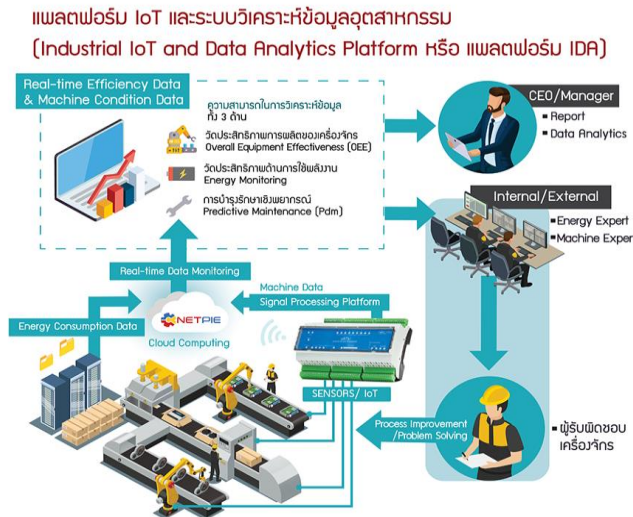 แพลตฟอร์ม IoT และระบบวิเคราะห์ข้อมูลอุตสาหกรรม
(Industrial IoT and Data Analytics Platform หรือ แพลตฟอร์ม IDA)
Real-time Efficiency Data
& Machine Condition Data
ความสามารถในการวิเคราะห์ข้อมูล
ทั้ง 3 ด้าน
วัดประสิทธิภาพการผลิตของเครื่องจักร
Overall Equipment Effectiveness (OEE)
วัดประสิทธิภาพด้านการใช้พลังงาน
Energy Monitoring
การบำรุงรักษาเชิงพยากรณ์
Predictive Maintenance (Pdm)
CEO/Manager
Report
Data Analytics
Internal/External
Energy Expert
Machine Exper
Real-time Data Monitoring
Machine Data
Signal Processing Platform
Energy Consumption Data
NETPIE
Cloud Computing
SENSORS/ IoT
Process Improvement
/Problem Solving
ผู้รับผิดชอบ
เครื่องจักร